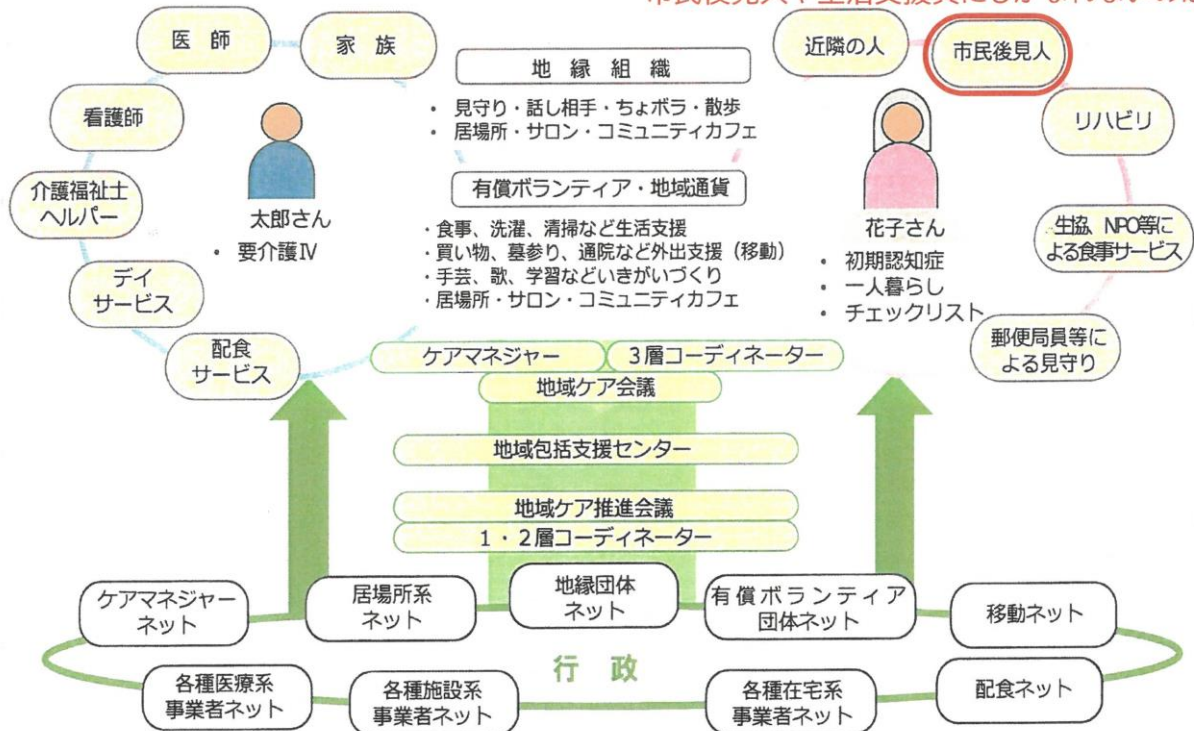 医 師
家 族
看護師
介護福祉士
ヘルパー
デイ
サービス
配食
サービス
太郎さん
・ 要介護Ⅳ
地 縁 組 織
・ 見守り・話し相手・ちょボラ・散歩
・ 居場所・サロン・コミュニティカフェ
有償ボランティア・地域通貨
・食事、洗濯、清掃など生活支援
・買い物、墓参り、通院など外出支援（移動）
・手芸、歌、学習などいきがいづくり
・居場所・サロン・コミュニティカフェ
近隣の人
市民後見人
リハビリ
生協、NPO等に
よる食事サービス
郵便局員等に
よる見守り
花子さん
・ 初期認知症
・ 一人暮らし
・ チェックリスト
ケアマネジャー
３層コーディネーター
地域ケア会議
地域包括支援センター
地域ケア推進会議
１・２層コーディネーター
ケアマネジャー
ネット
居場所系
ネット
地縁団体
ネット
有償ボランティア
団体ネット
移動ネット
行 政
各種医療系
事業者ネット
各種施設系
事業者ネット
各種在宅系
事業者ネット
配食ネット